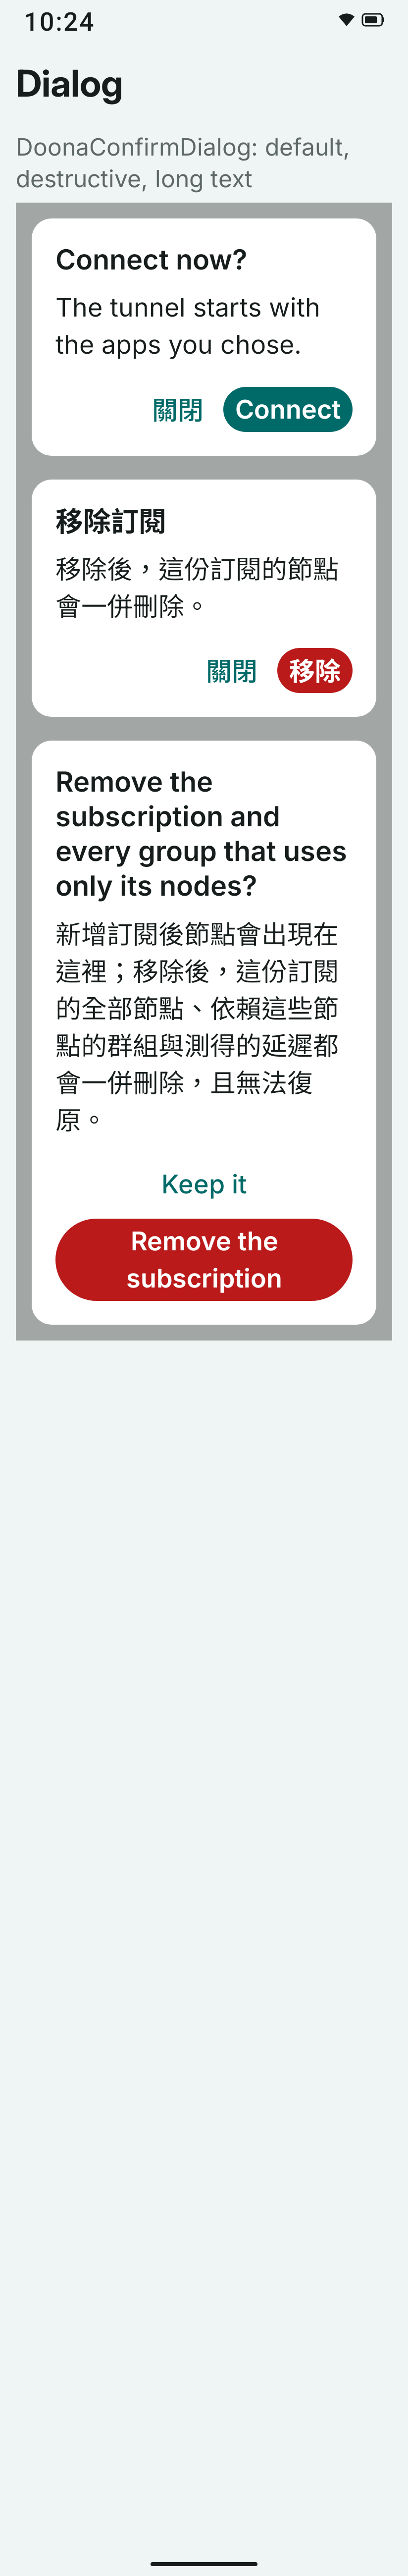 10:24
Dialog
DoonaConfirmDialog: default,
destructive, long text
Connect now?
The tunnel starts with
the apps you chose.
關閉
Connect
移除訂閱
移除後，這份訂閱的節點
會一併刪除。
關閉
移除
Remove the
subscription and
every group that uses
only its nodes?
新增訂閱後節點會出現在
這裡；移除後，這份訂閱
的全部節點、依賴這些節
點的群組與測得的延遲都
會一併刪除，且無法復
原。
Keep it
Remove the
subscription